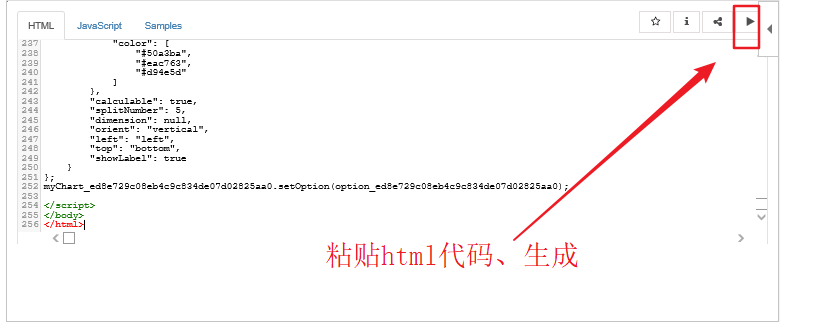 HTML JavaScript Samples
237 "color": [
238 "#50a3ba",
239 "#eac763",
240 "#d94e5d"
241 ]
242 },
243 "calculable": true,
244 "splitNumber": 5,
245 "dimension": null,
246 "orient": "vertical",
247 "left": "left",
248 "top": "bottom",
249 "showLabel": true
250 }
251 };
252 myChart_ed8e729c08eb4c9c834de07d02825aa0.setOption(option_ed8e729c08eb4c9c834de07d02825aa0);
253
254 </script>
255 </body>
256 </html>
粘贴html代码、生成